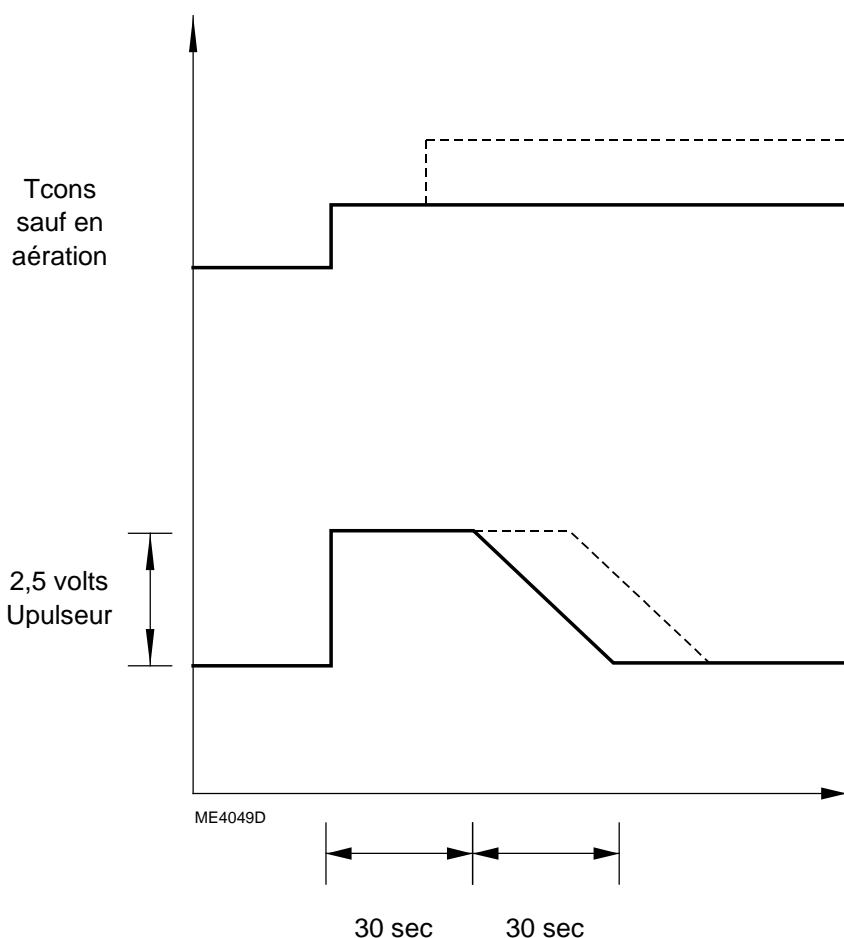 Tcons
sauf en
aération
2,5 volts
Upulseur
ME4049D
30 sec
30 sec